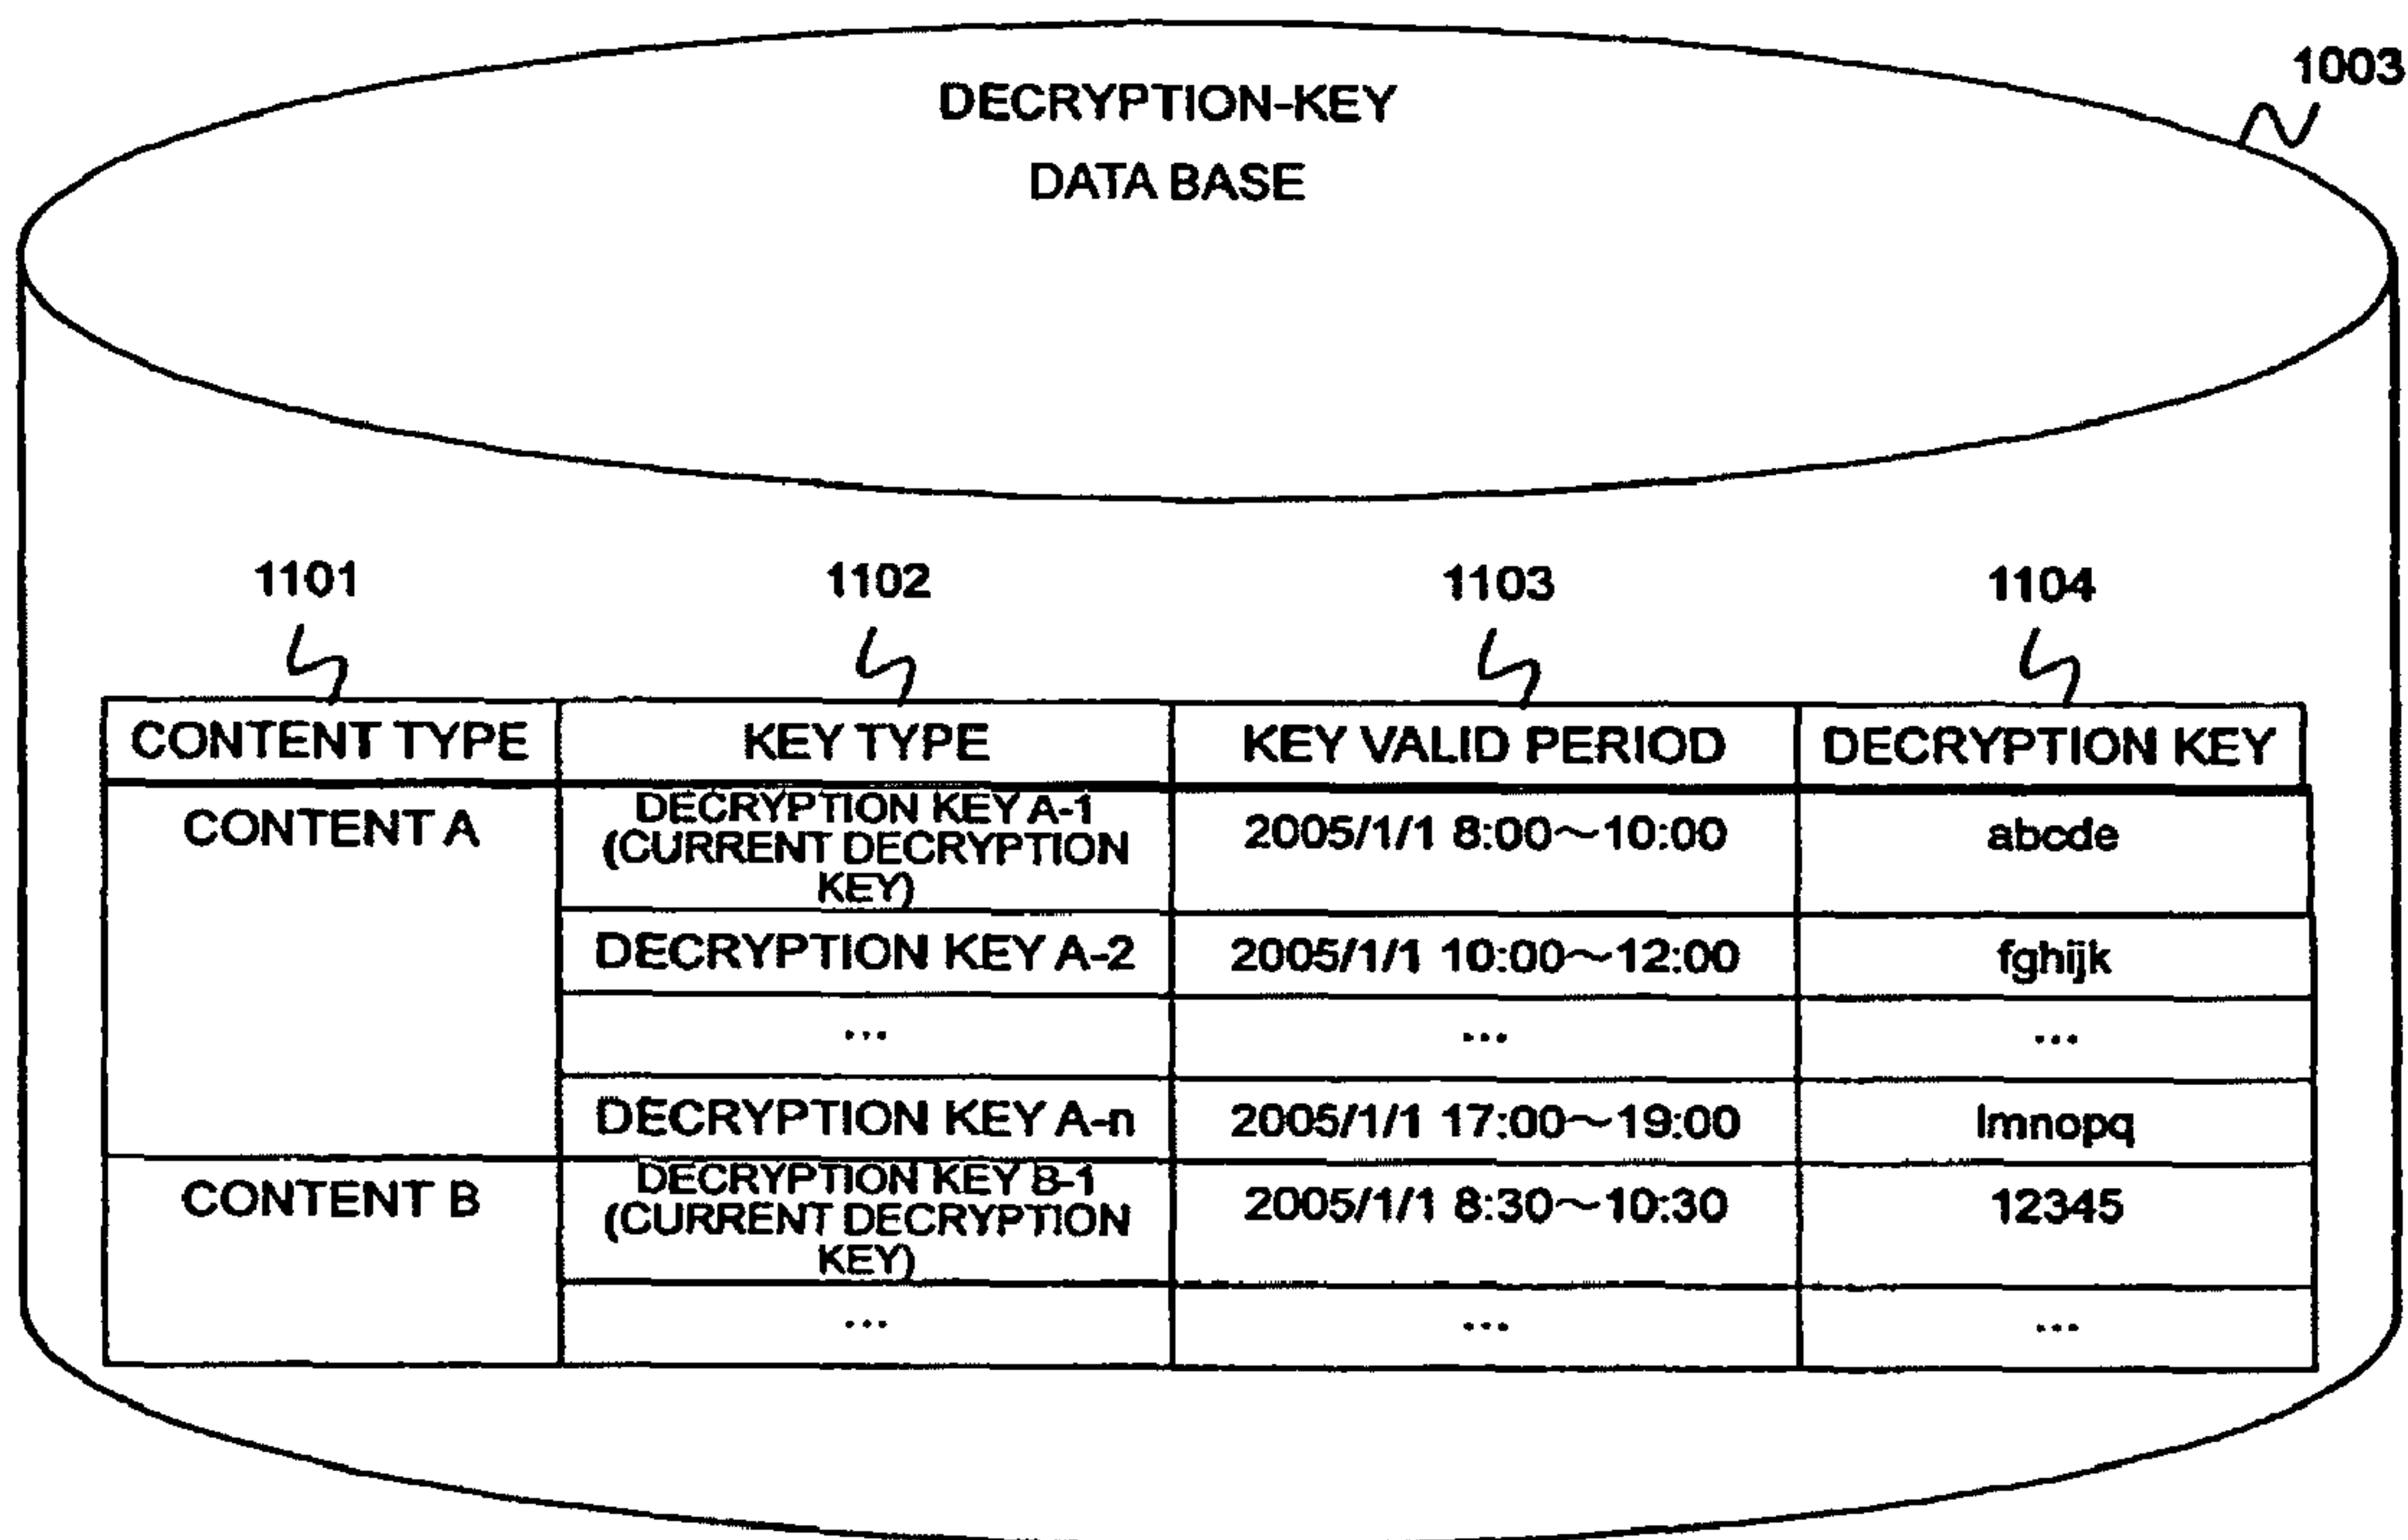 1003
DECRYPTION-KEY
DATA BASE
1101 1102 1103 1104
CONTENT TYPE KEY TYPE KEY VALID PERIOD DECRYPTION KEY
CONTENT A DECRYPTION KEY A-1 (CURRENT DECRYPTION KEY) 2005/1/1 8:00～10:00 abcde
DECRYPTION KEY A-2 2005/1/1 10:00～12:00 fghijk
... ... ...
DECRYPTION KEY A-n 2005/1/1 17:00～19:00 lmnopq
CONTENT B DECRYPTION KEY B-1 (CURRENT DECRYPTION KEY) 2005/1/1 8:30～10:30 12345
... ... ...